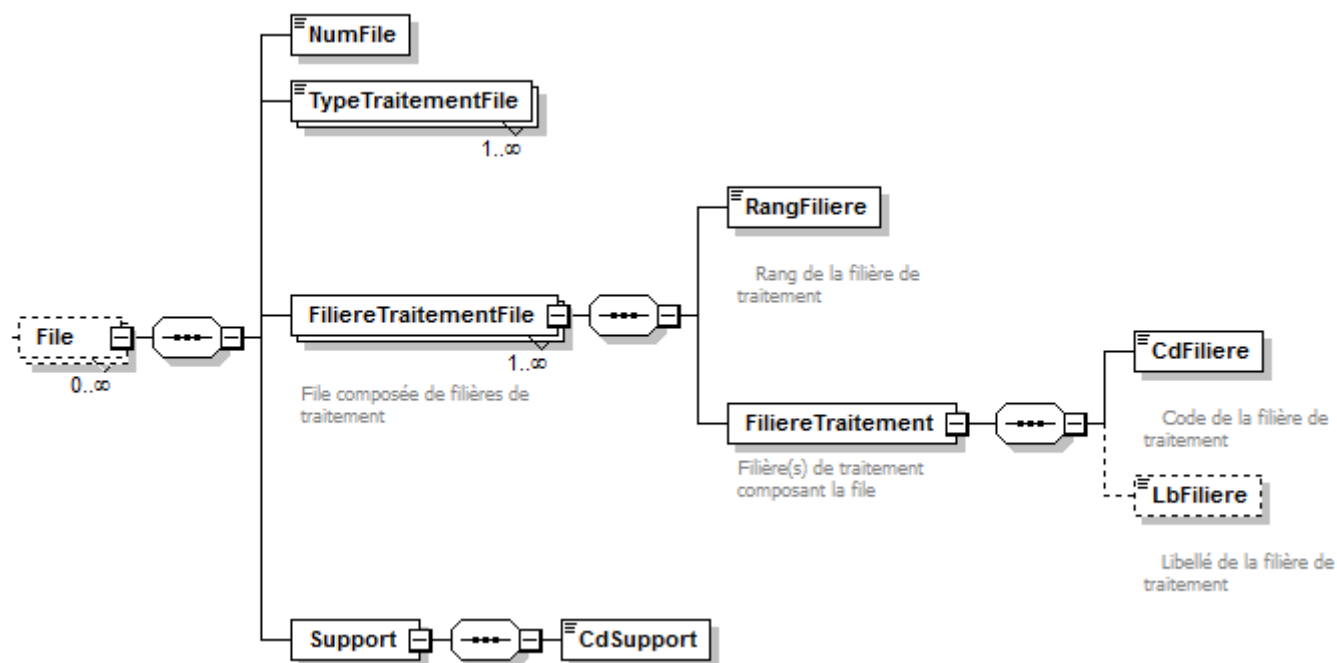 NumFile
TypeTraitementFile
1..∞
RangFiliere
Rang de la filière de
traitement
FiliereTraitementFile
1..∞
File composée de filières de
traitement
File
0..∞
CdFiliere
Code de la filière de
traitement
FiliereTraitement
Filière(s) de traitement
composant la file
LbFiliere
Libellé de la filière de
traitement
Support
CdSupport